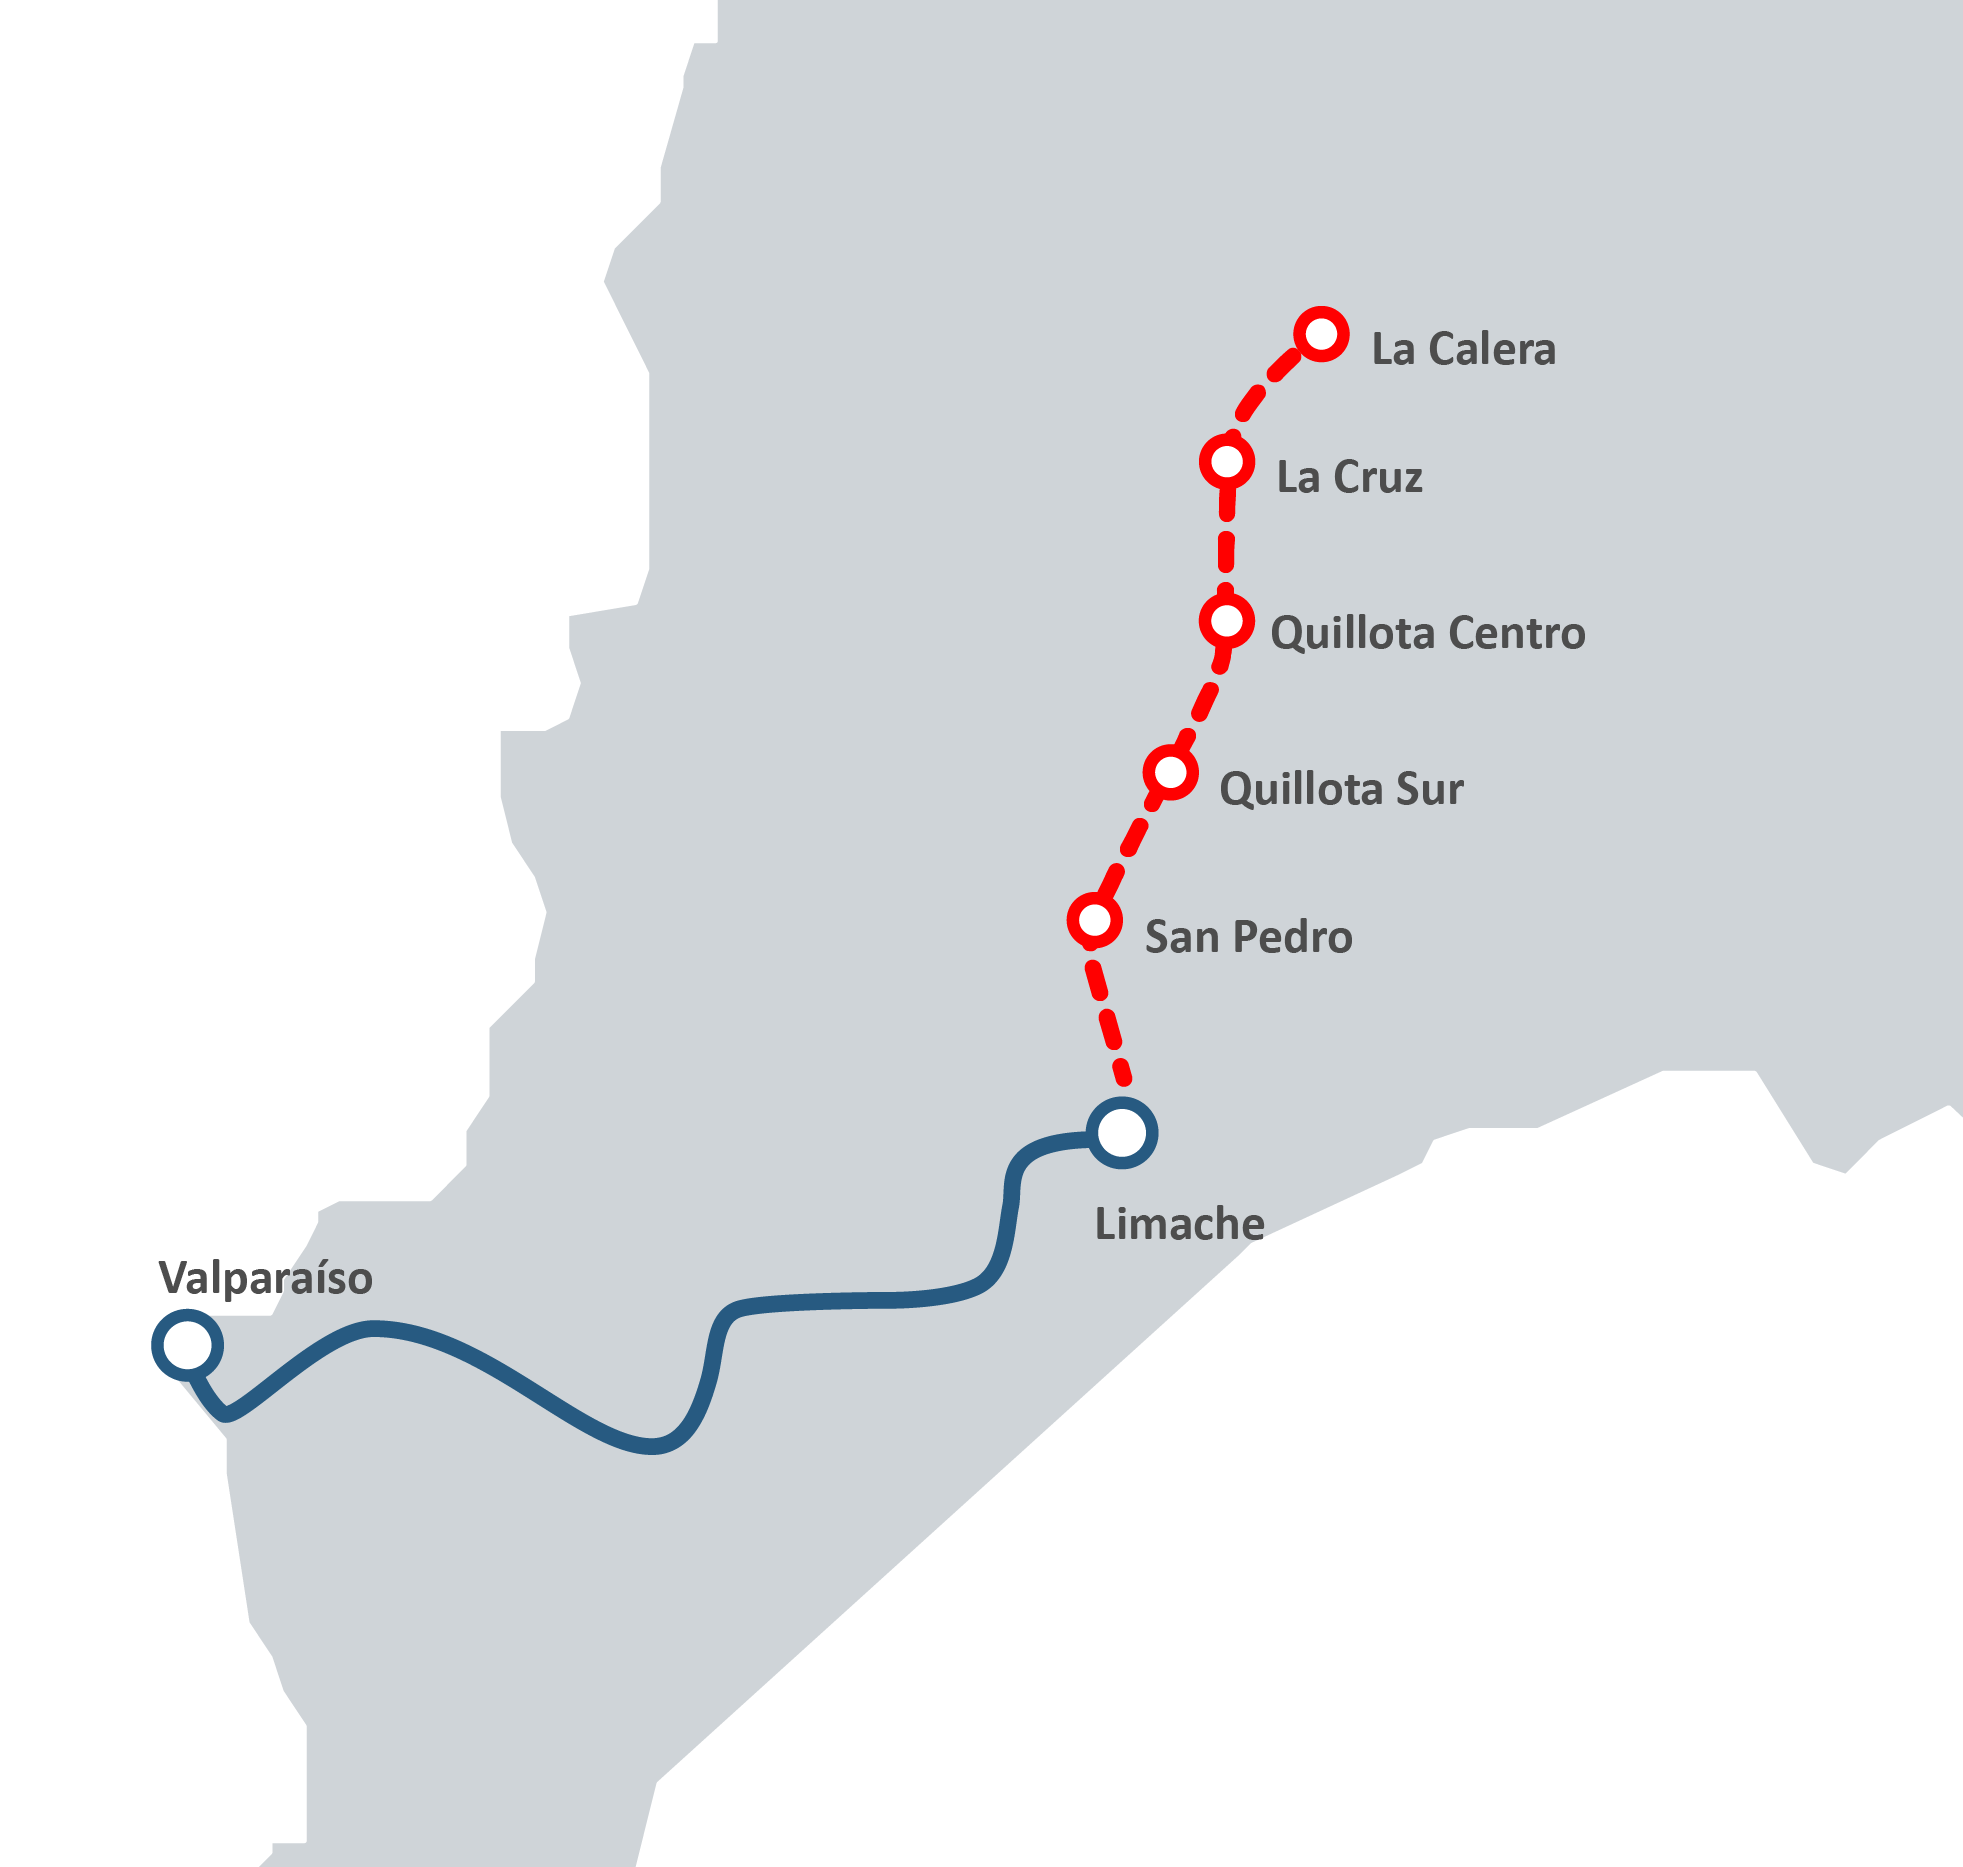 La Calera
La Cruz
Quillota Centro
Quillota Sur
San Pedro
Limache
Valparaíso